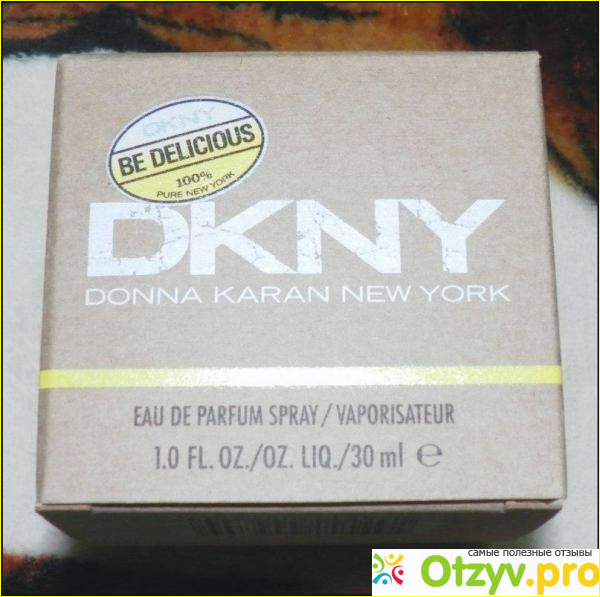 DKNY
BE DELICIOUS
100%
PURE NEW YORK
DKNY
DONNA KARAN NEW YORK
EAU DE PARFUM SPRAY / VAPORISATEUR
1.0 FL. OZ./OZ. LIQ./30 ml ℮
самые полезные отзывы
Otzyv.pro